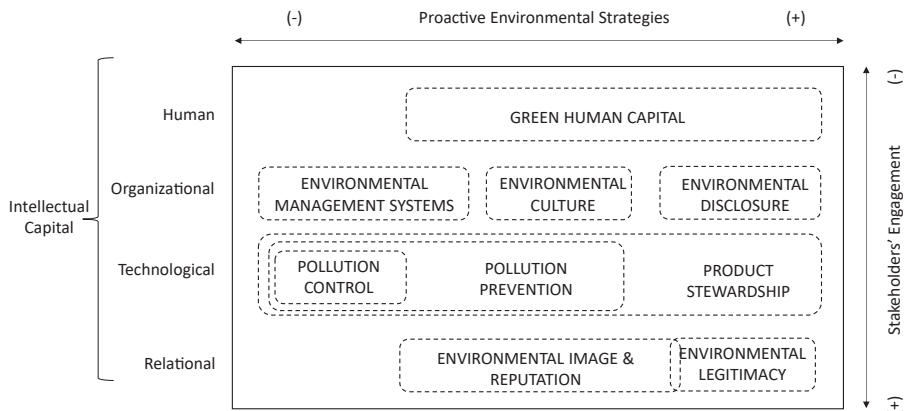 Proactive Environmental Strategies
(-)
(+)
(-)
Human
GREEN HUMAN CAPITAL
Organizational
ENVIRONMENTAL
MANAGEMENT SYSTEMS
ENVIRONMENTAL
CULTURE
ENVIRONMENTAL
DISCLOSURE
Intellectual
Capital
Stakeholders' Engagement
Technological
POLLUTION
CONTROL
POLLUTION
PREVENTION
PRODUCT
STEWARDSHIP
Relational
ENVIRONMENTAL IMAGE &
REPUTATION
ENVIRONMENTAL
LEGITIMACY
(+)